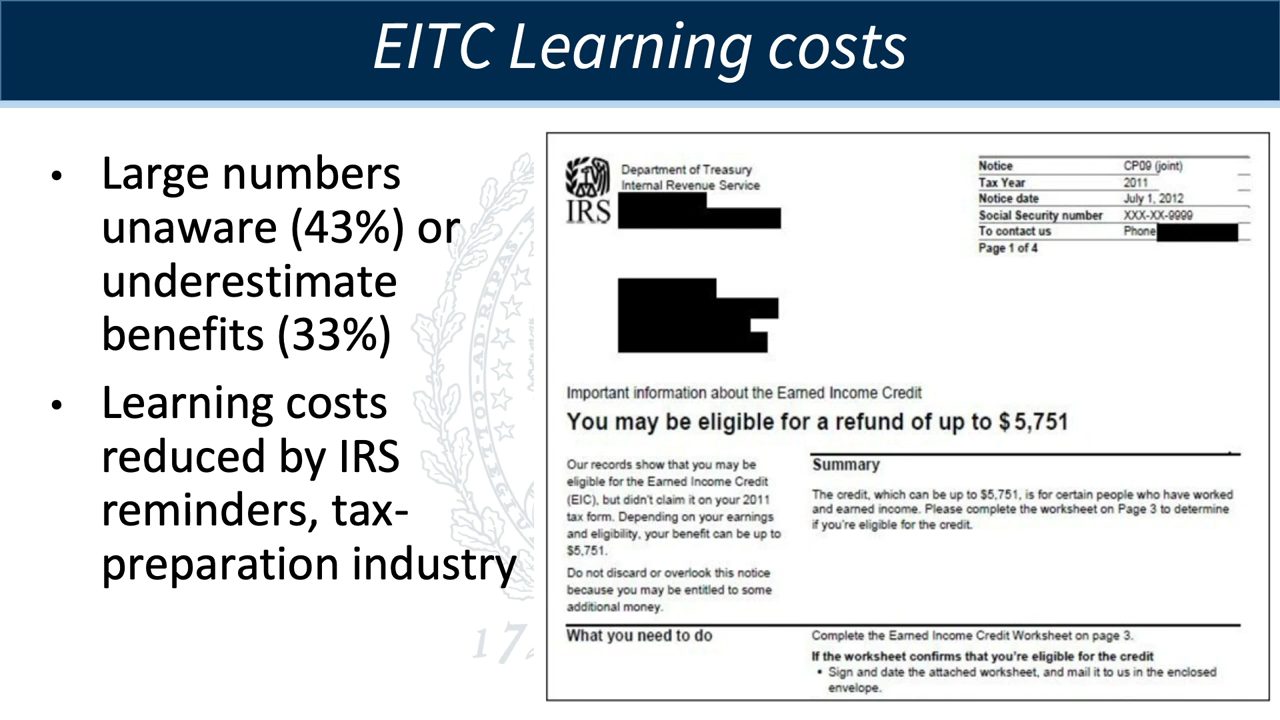 EITC Learning costs
• Large numbers
unaware (43%) or
underestimate
benefits (33%)
• Learning costs
reduced by IRS
reminders, tax-
preparation industry
COLLE AD·RIPAS
17
IRS
Department of Treasury
Internal Revenue Service
Notice CP09 (joint)
Tax Year 2011
Notice date July 1, 2012
Social Security number XXX-XX-9999
To contact us Phone
Page 1 of 4
Important information about the Earned Income Credit
You may be eligible for a refund of up to $5,751
Our records show that you may be
eligible for the Earned Income Credit
(EIC), but didn't claim it on your 2011
tax form. Depending on your earnings
and eligibility, your benefit can be up to
$5,751.
Do not discard or overlook this notice
because you may be entitled to some
additional money.
Summary
The credit, which can be up to $5,751, is for certain people who have worked
and earned income. Please complete the worksheet on Page 3 to determine
if you're eligible for the credit.
What you need to do
Complete the Earned Income Credit Worksheet on page 3.
If the worksheet confirms that you're eligible for the credit
• Sign and date the attached worksheet, and mail it to us in the enclosed
envelope.